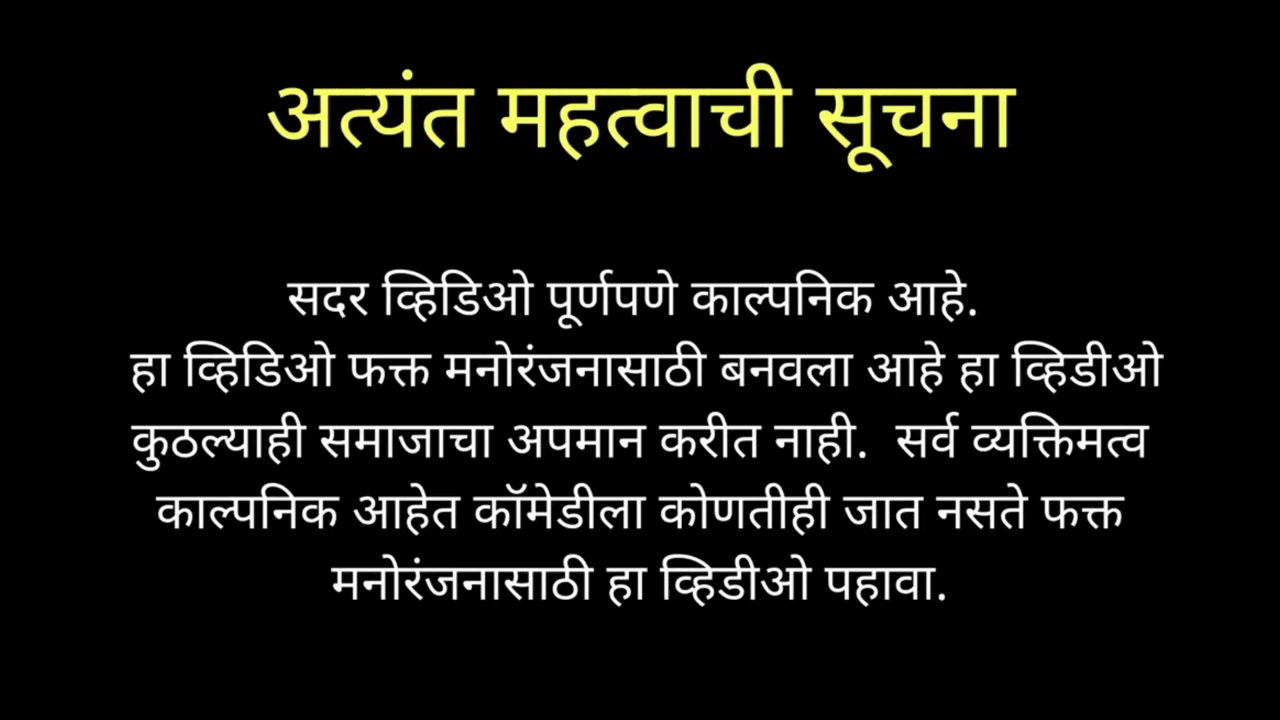 अत्यंत महत्वाची सूचना
सदर व्हिडिओ पूर्णपणे काल्पनिक आहे.
हा व्हिडिओ फक्त मनोरंजनासाठी बनवला आहे हा व्हिडीओ
कुठल्याही समाजाचा अपमान करीत नाही. सर्व व्यक्तिमत्व
काल्पनिक आहेत कॉमेडीला कोणतीही जात नसते फक्त
मनोरंजनासाठी हा व्हिडीओ पहावा.